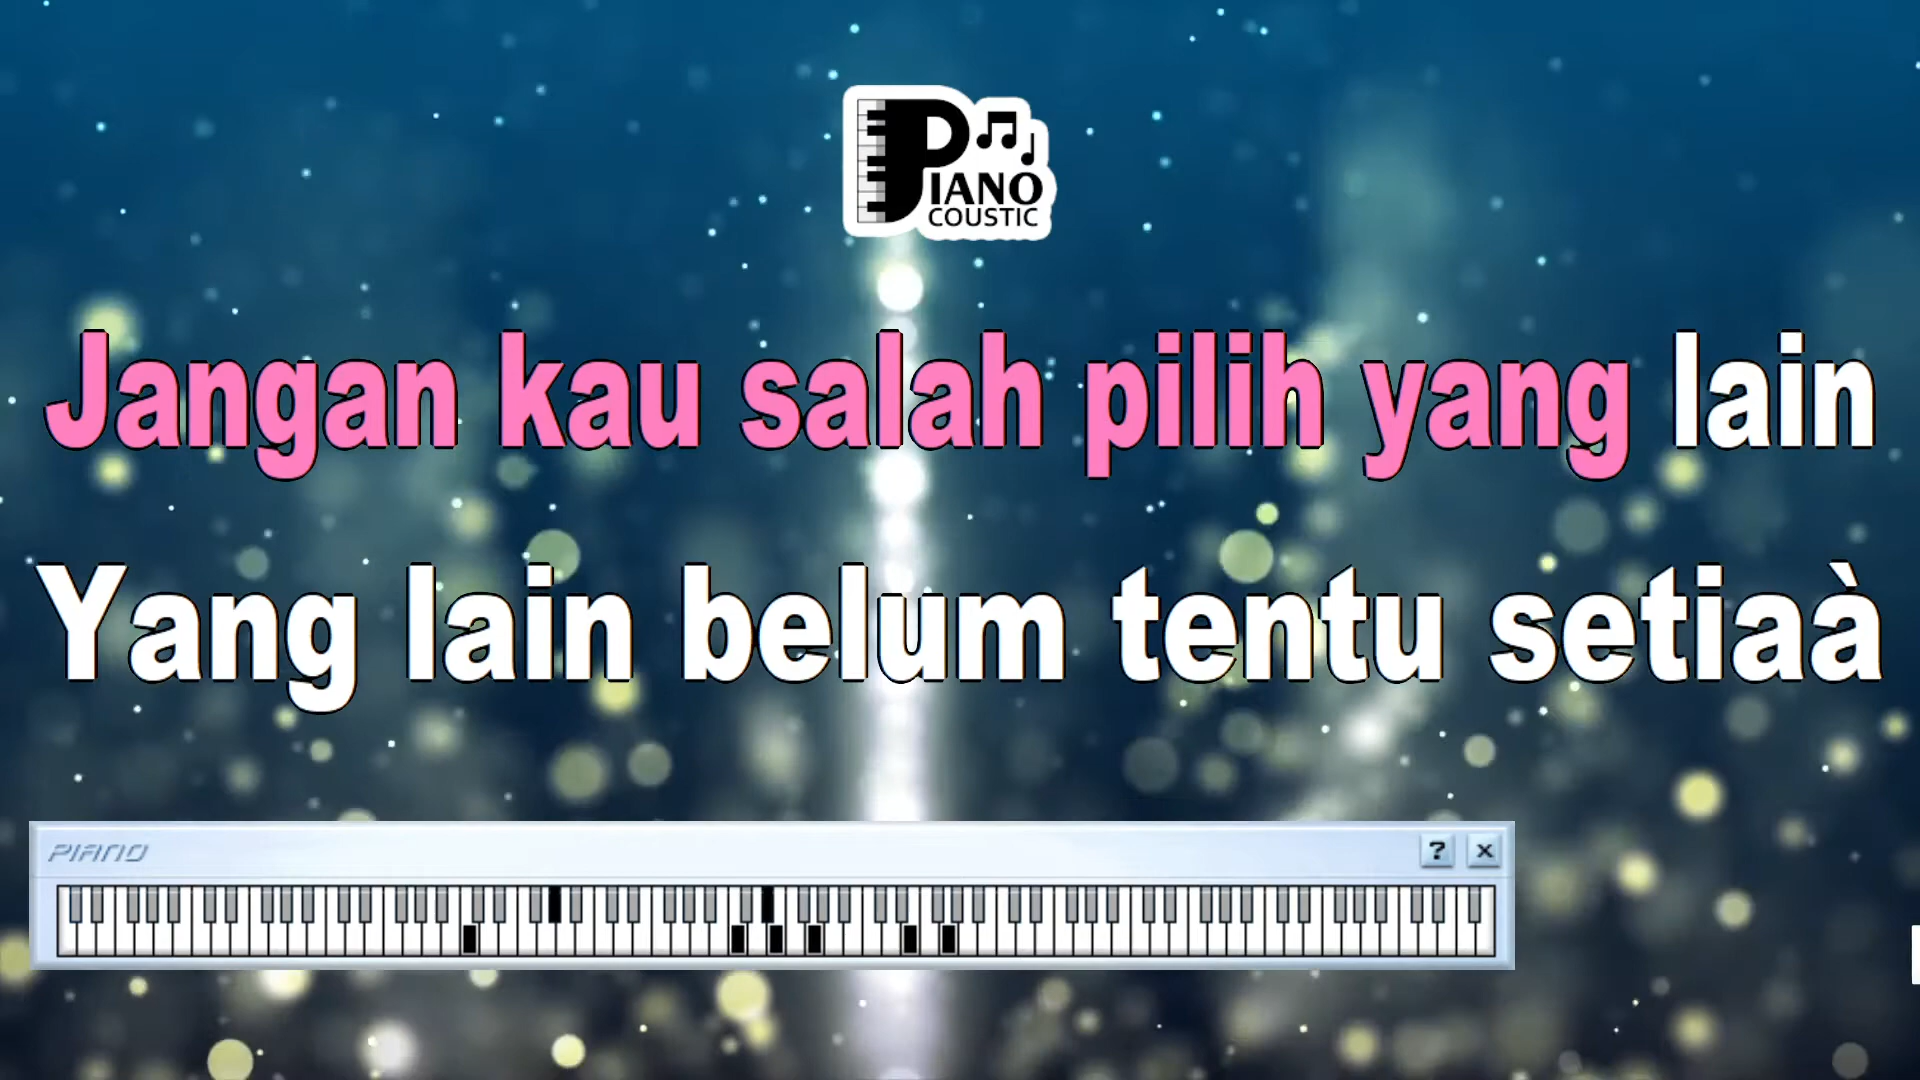 PIANO
COUSTIC
Jangan kau salah pilih yang lain
Yang lain belum tentu setiaà
PIANO ? ×